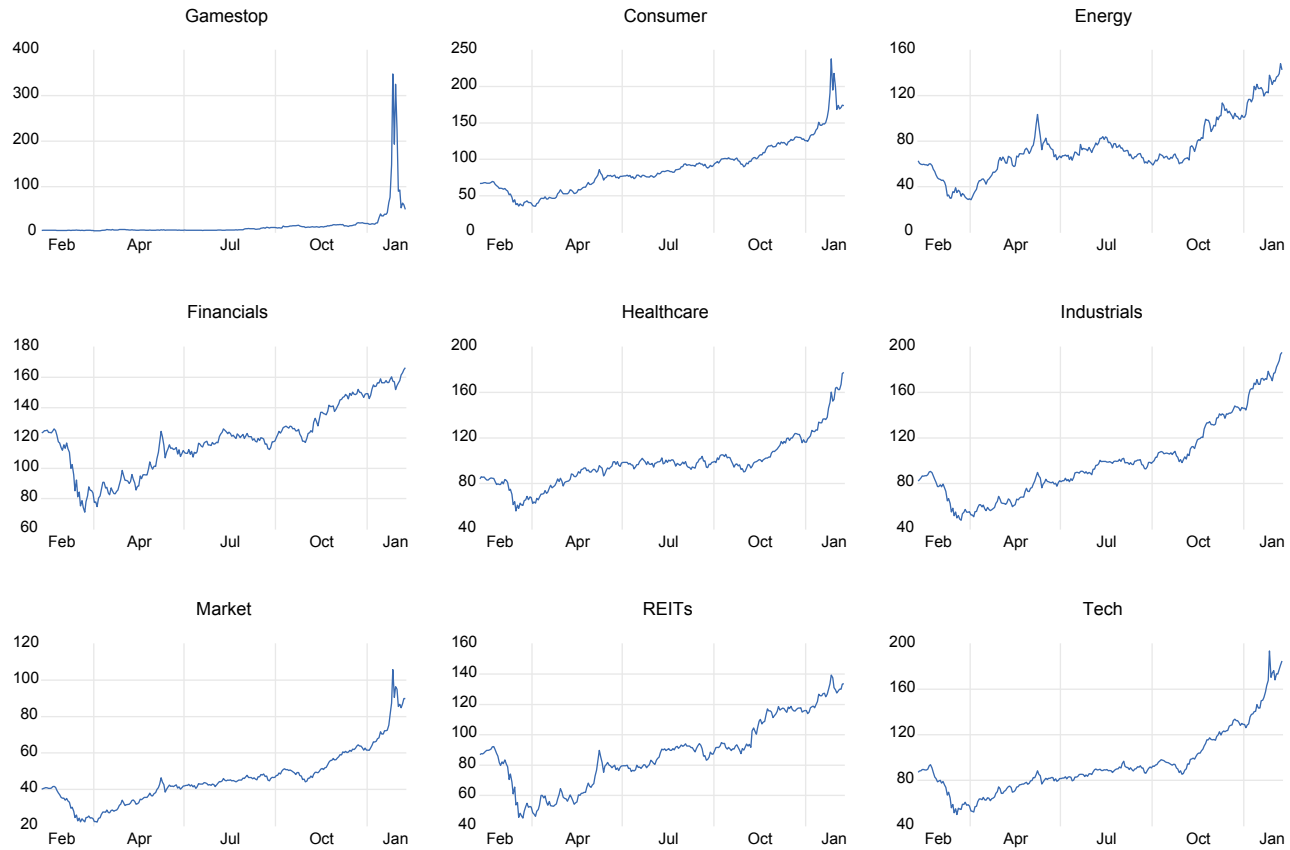 Gamestop
400
300
200
100
0
Feb Apr Jul Oct Jan
Consumer
250
200
150
100
50
0
Feb Apr Jul Oct Jan
Energy
160
120
80
40
0
Feb Apr Jul Oct Jan
Financials
180
160
140
120
100
80
60
Feb Apr Jul Oct Jan
Healthcare
200
160
120
80
40
Feb Apr Jul Oct Jan
Industrials
200
160
120
80
40
Feb Apr Jul Oct Jan
Market
120
100
80
60
40
20
Feb Apr Jul Oct Jan
REITs
160
140
120
100
80
60
40
Feb Apr Jul Oct Jan
Tech
200
160
120
80
40
Feb Apr Jul Oct Jan